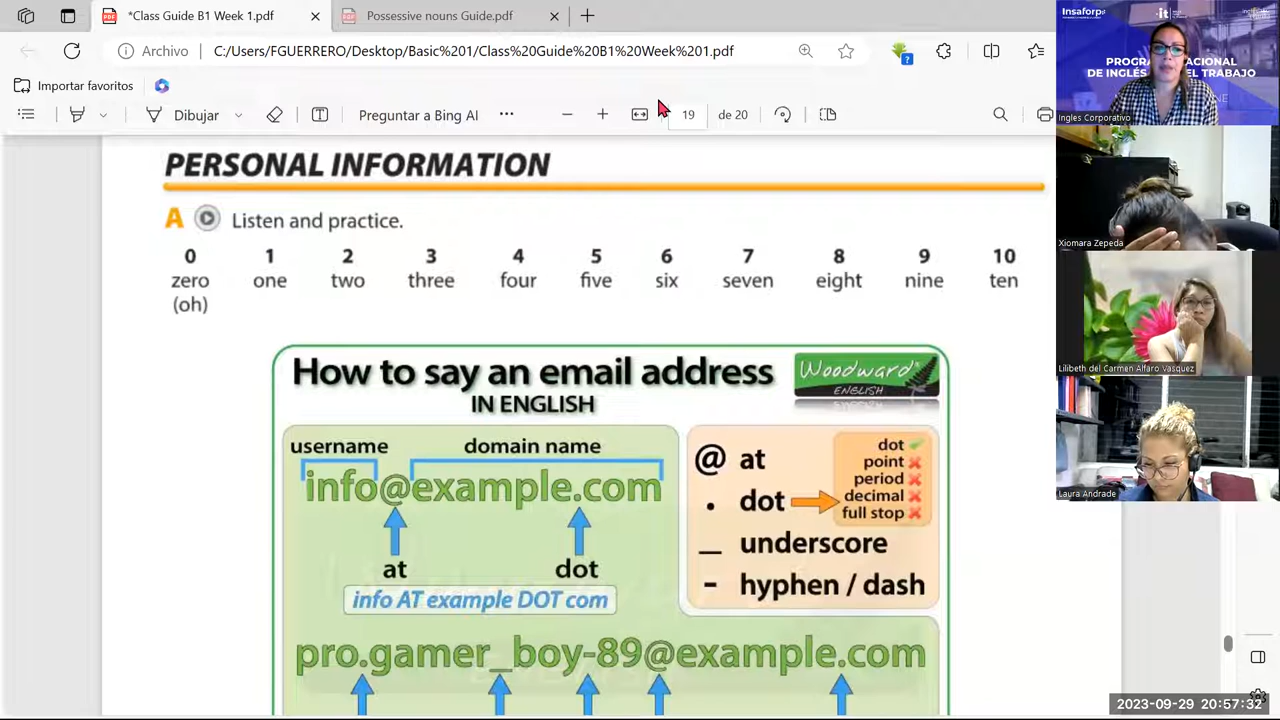 *Class Guide B1 Week 1.pdf
possessive nouns Guide.pdf
Archivo
C:/Users/FGUERRERO/Desktop/Basic%201/Class%20Guide%20B1%20Week%201.pdf
Importar favoritos
Dibujar
Preguntar a Bing AI
19
de 20
PERSONAL INFORMATION
A Listen and practice.
0 1 2 3 4 5 6 7 8 9 10
zero one two three four five six seven eight nine ten
(oh)
How to say an email address
IN ENGLISH
Woodward
ENGLISH
username domain name
info@example.com
at dot
info AT example DOT com
@ at
. dot
_ underscore
- hyphen / dash
dot
point
period
decimal
full stop
pro.gamer_boy-89@example.com
Insaforp
it
Ingles Corporativo
Xiomara Zepeda
Lilibeth del Carmen Alfaro Vasquez
Laura Andrade
2023-09-29 20:57:32